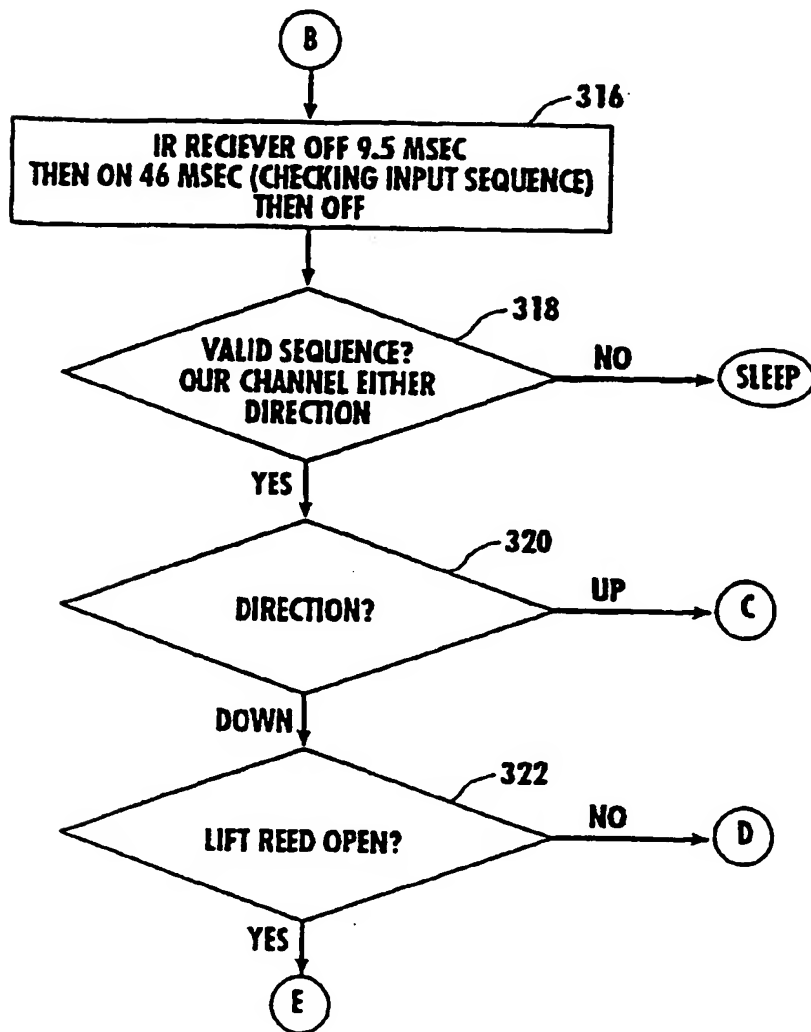 B
316
IR RECIEVER OFF 9.5 MSEC
THEN ON 46 MSEC (CHECKING INPUT SEQUENCE)
THEN OFF
318
VALID SEQUENCE?
OUR CHANNEL EITHER
DIRECTION
NO
SLEEP
YES
320
DIRECTION?
UP
C
DOWN
322
LIFT REED OPEN?
NO
D
YES
E